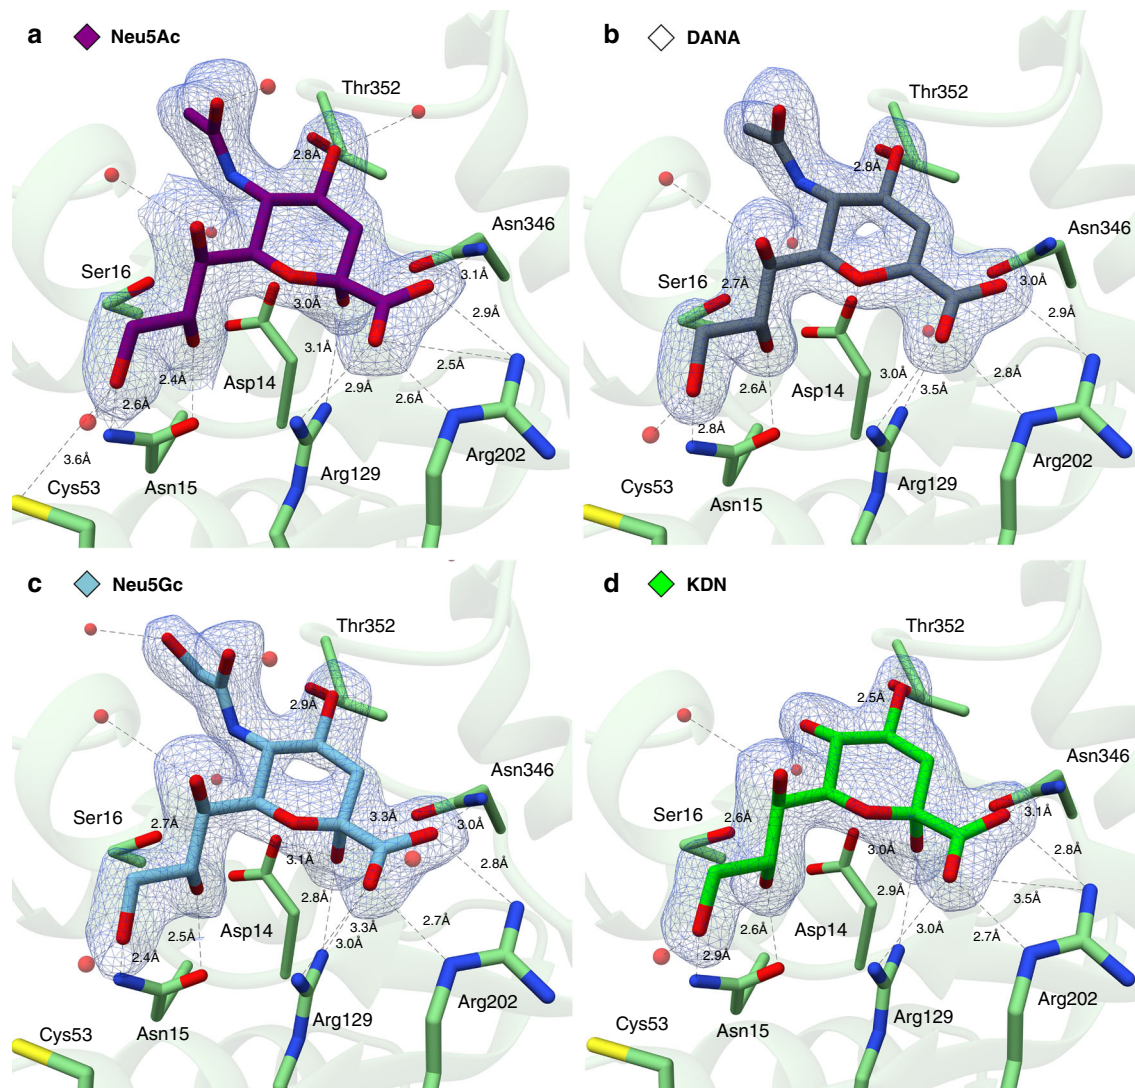 a Neu5Ac
Thr352
2.8Å
Asn346
3.1Å
Ser16
3.0Å
2.9Å
3.1Å
2.5Å
2.4Å
Asp14
2.9Å
2.6Å
2.6Å
3.6Å
Arg129
Arg202
Cys53
Asn15
b DANA
Thr352
2.8Å
Asn346
3.0Å
Ser16
2.7Å
2.9Å
2.6Å
Asp14
3.0Å
2.8Å
3.5Å
2.8Å
Arg202
Cys53
Arg129
Asn15
c Neu5Gc
Thr352
2.9Å
Asn346
3.3Å
3.0Å
Ser16
2.7Å
3.1Å
2.8Å
2.8Å
3.3Å
2.7Å
2.5Å
Asp14
3.0Å
2.4Å
Arg202
Arg129
Cys53
Asn15
d KDN
Thr352
2.5Å
Asn346
3.1Å
Ser16
2.6Å
3.0Å
2.8Å
2.9Å
3.5Å
2.6Å
Asp14
3.0Å
2.7Å
2.9Å
Arg202
Arg129
Cys53
Asn15